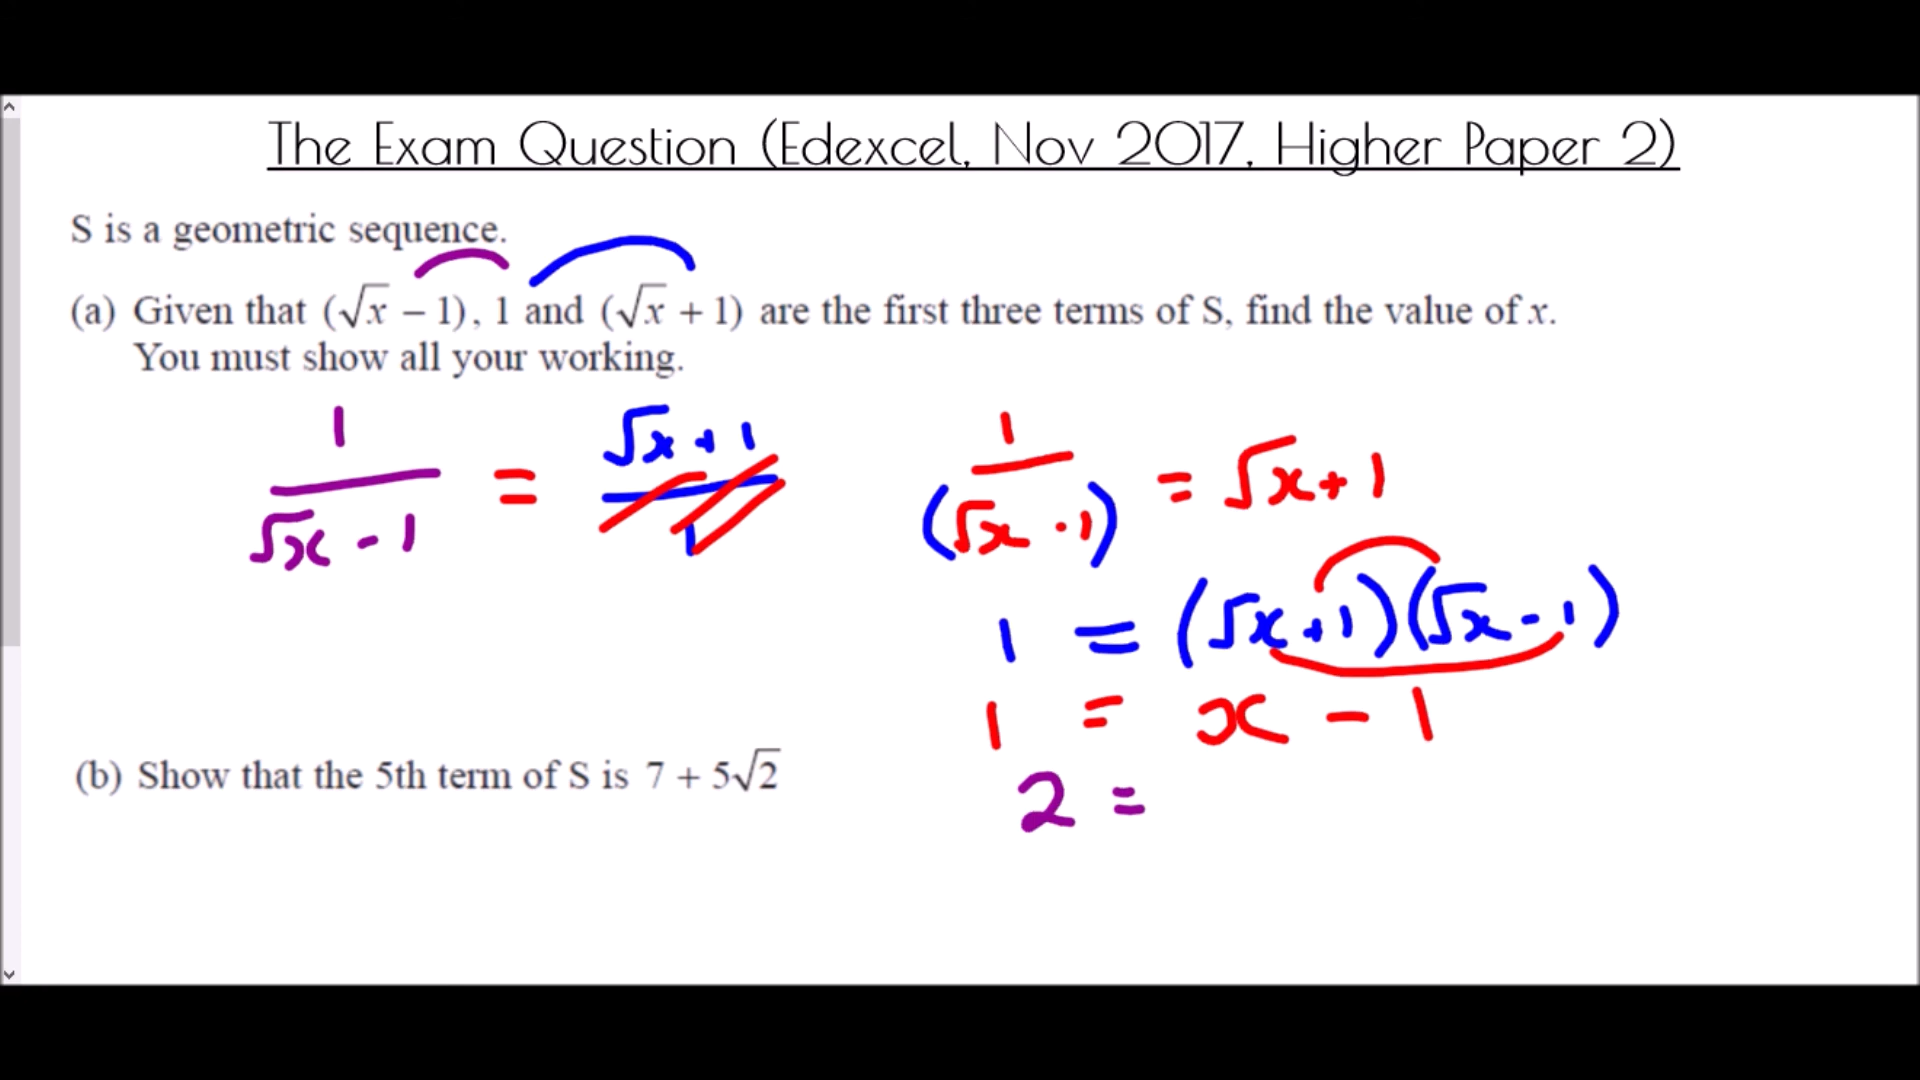 The Exam Question (Edexcel, Nov 2017, Higher Paper 2)
S is a geometric sequence.
(a) Given that (√x − 1), 1 and (√x + 1) are the first three terms of S, find the value of x.
You must show all your working.
1/(√x - 1) = (√x + 1)/1
1/(√x - 1) = √x + 1
1 = (√x + 1)(√x - 1)
1 = x - 1
(b) Show that the 5th term of S is 7 + 5√2
2 =